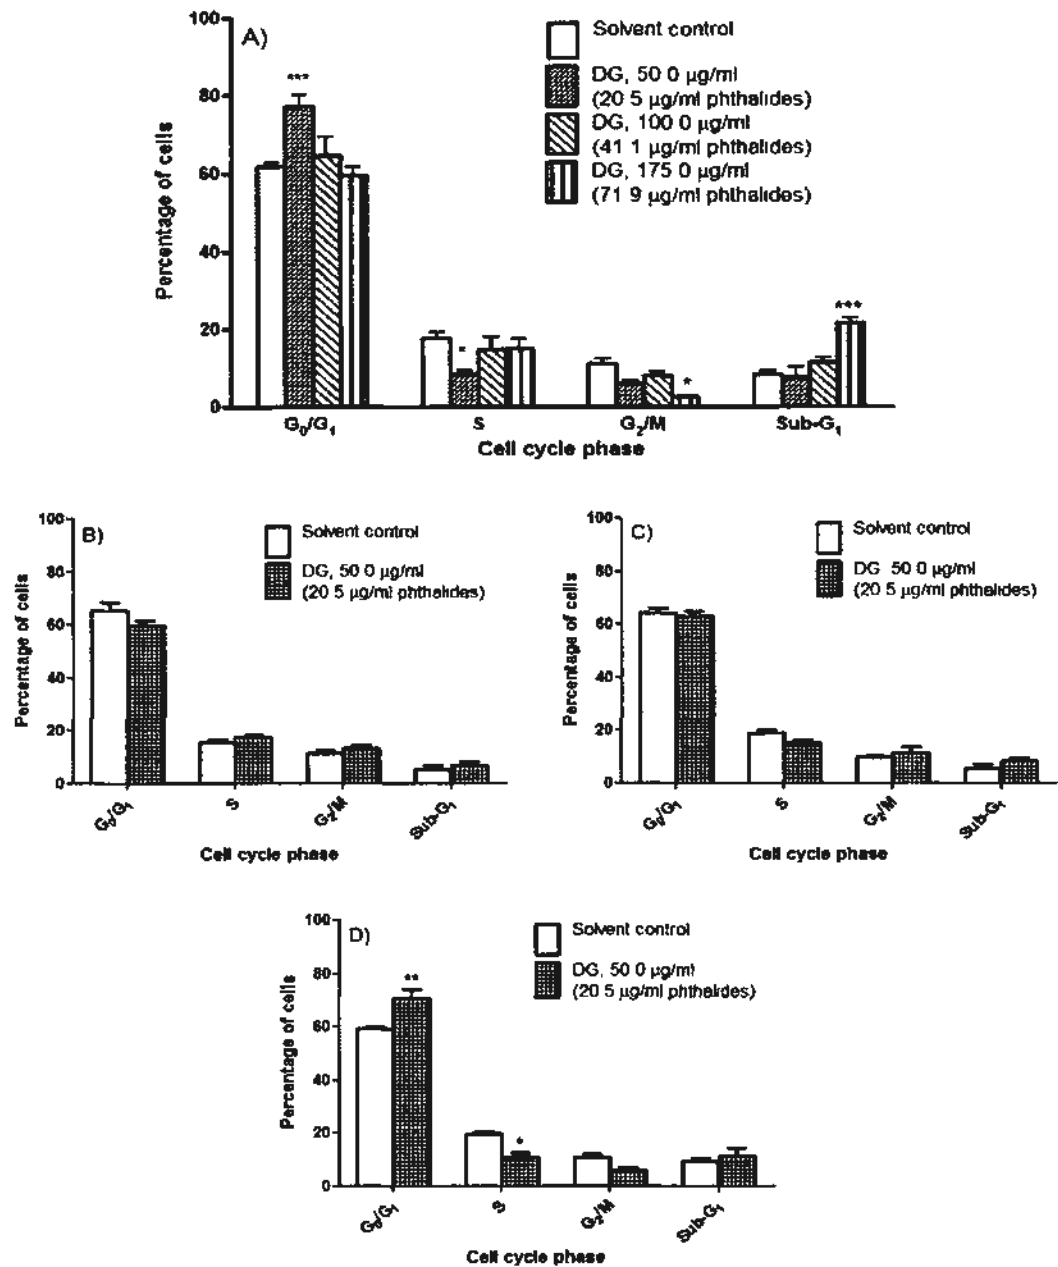 A)
100
80
60
40
20
0
Percentage of cells
***
*
*
***
Solvent control
DG, 50 0 µg/ml
(20 5 µg/ml phthalides)
DG, 100 0 µg/ml
(41 1 µg/ml phthalides)
DG, 175 0 µg/ml
(71 9 µg/ml phthalides)
G0/G1 S G2/M Sub-G1
Cell cycle phase
B)
100
80
60
40
20
0
Percentage of cells
Solvent control
DG, 50 0 µg/ml
(20 5 µg/ml phthalides)
G0/G1 S G2/M Sub-G1
Cell cycle phase
C)
100
80
60
40
20
0
Percentage of cells
Solvent control
DG 50 0 µg/ml
(20 5 µg/ml phthalides)
G0/G1 S G2/M Sub-G1
Cell cycle phase
D)
100
80
60
40
20
0
Percentage of cells
**
*
Solvent control
DG, 50 0 µg/ml
(20 5 µg/ml phthalides)
G0/G1 S G2/M Sub-G1
Cell cycle phase